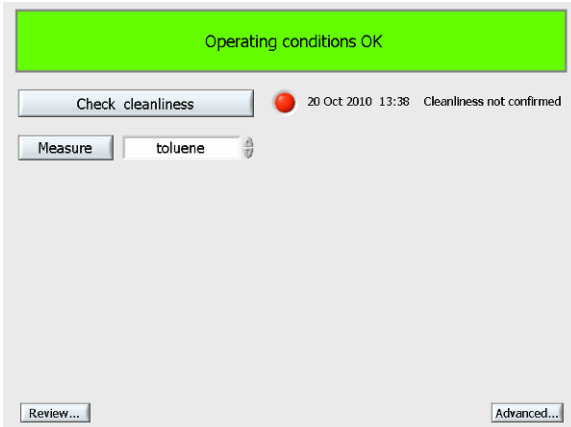 Operating conditions OK
Check cleanliness 20 Oct 2010 13:38 Cleanliness not confirmed
Measure toluene
Review... Advanced...